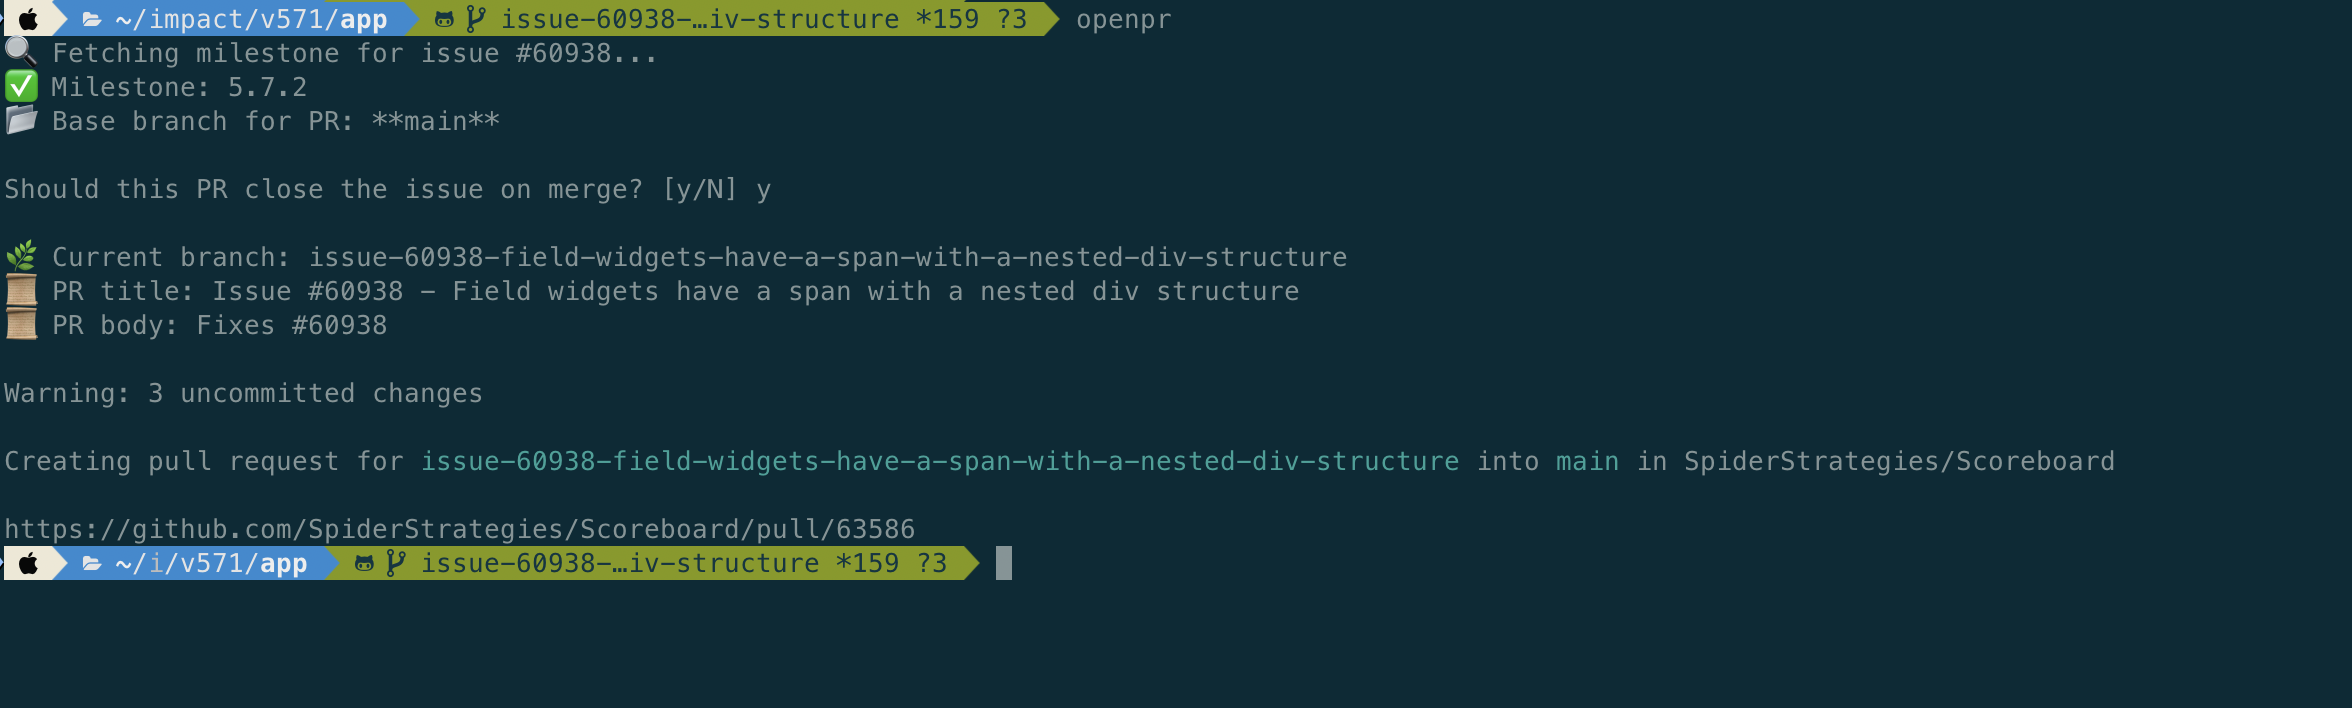 ~/impact/v571/app issue-60938-…iv-structure *159 ?3 openpr
Fetching milestone for issue #60938...
Milestone: 5.7.2
Base branch for PR: **main**
Should this PR close the issue on merge? [y/N] y
Current branch: issue-60938-field-widgets-have-a-span-with-a-nested-div-structure
PR title: Issue #60938 - Field widgets have a span with a nested div structure
PR body: Fixes #60938
Warning: 3 uncommitted changes
Creating pull request for issue-60938-field-widgets-have-a-span-with-a-nested-div-structure into main in SpiderStrategies/Scoreboard
https://github.com/SpiderStrategies/Scoreboard/pull/63586
~/i/v571/app issue-60938-…iv-structure *159 ?3